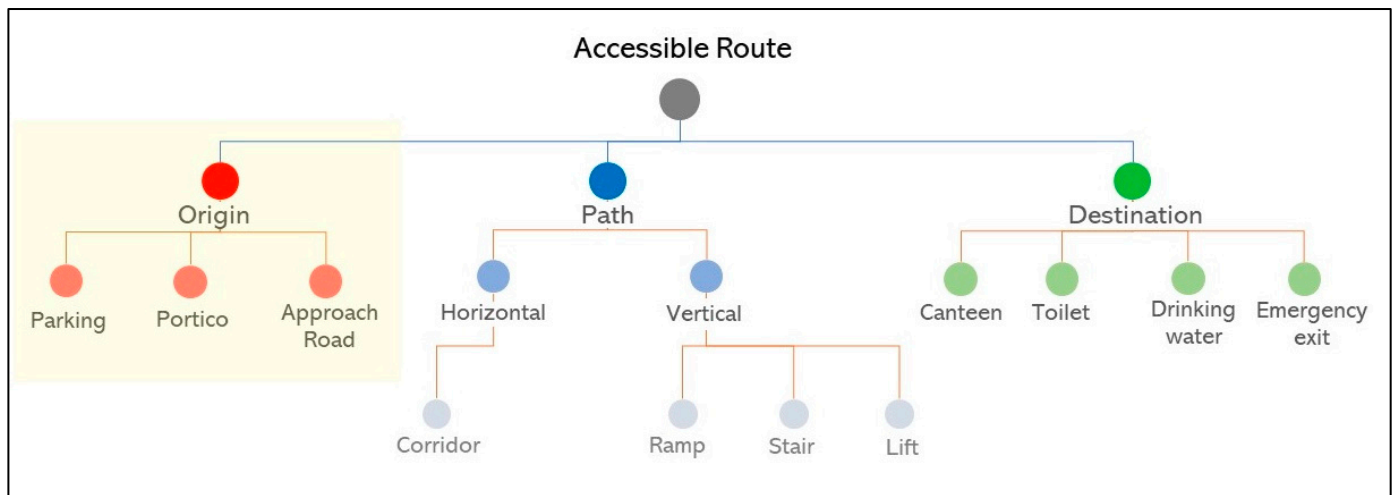 Accessible Route
Origin
Path
Destination
Parking
Portico
Approach
Road
Horizontal
Vertical
Canteen
Toilet
Drinking
water
Emergency
exit
Corridor
Ramp
Stair
Lift